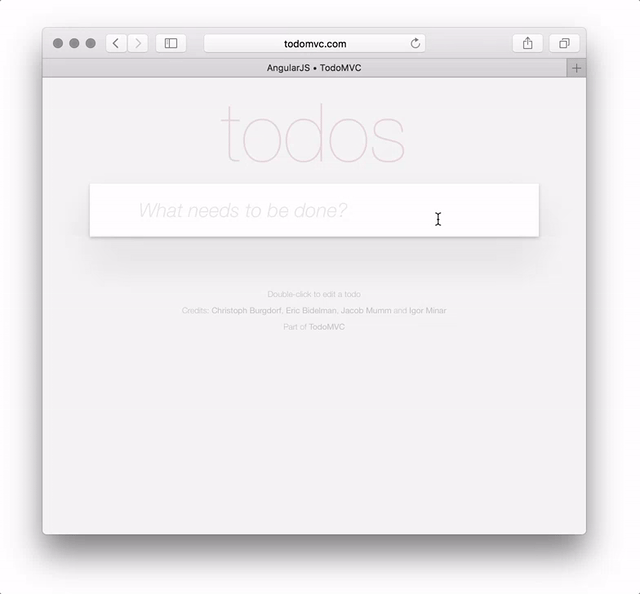 todomvc.com
AngularJS • TodoMVC
todos
What needs to be done?
Double-click to edit a todo
Credits: Christoph Burgdorf, Eric Bidelman, Jacob Mumm and Igor Minar
Part of TodoMVC